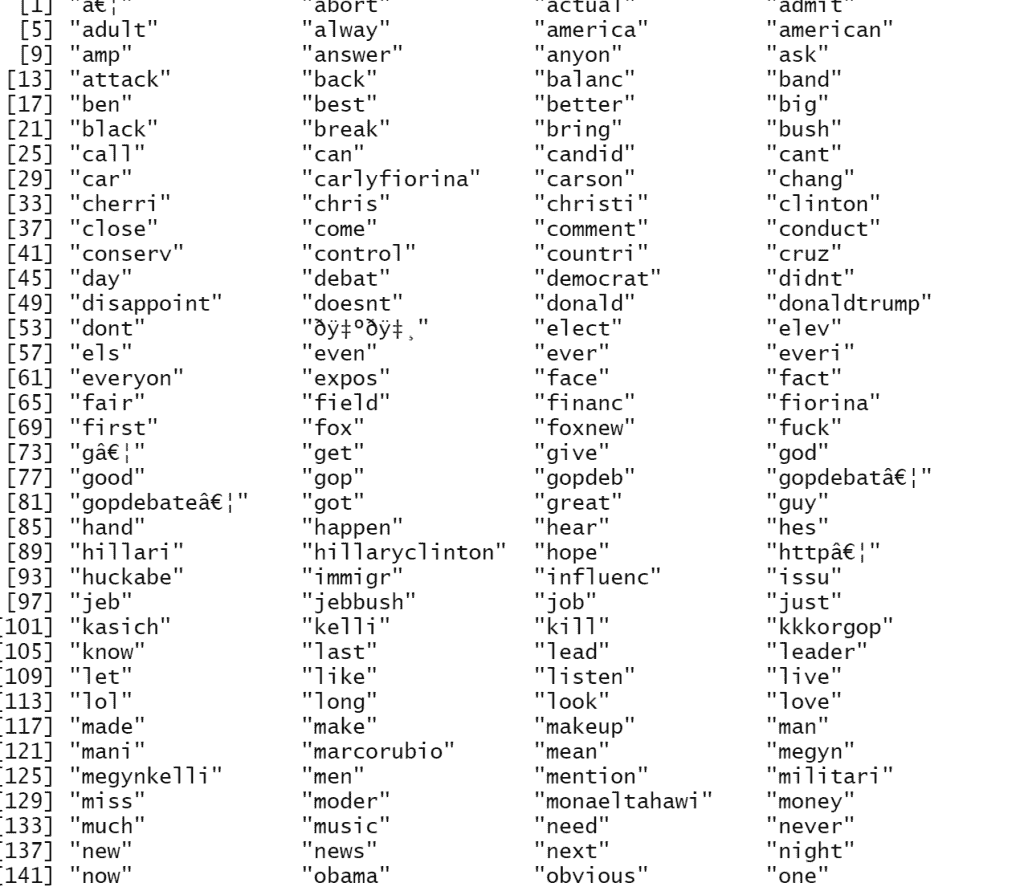 [1] "â€¦" "abort" "actual" "admit"
[5] "adult" "alway" "america" "american"
[9] "amp" "answer" "anyon" "ask"
[13] "attack" "back" "balanc" "band"
[17] "ben" "best" "better" "big"
[21] "black" "break" "bring" "bush"
[25] "call" "can" "candid" "cant"
[29] "car" "carlyfiorina" "carson" "chang"
[33] "cherri" "chris" "christi" "clinton"
[37] "close" "come" "comment" "conduct"
[41] "conserv" "control" "countri" "cruz"
[45] "day" "debat" "democrat" "didnt"
[49] "disappoint" "doesnt" "donald" "donaldtrump"
[53] "dont" "ðÿ‡ºðÿ‡¸" "elect" "elev"
[57] "els" "even" "ever" "everi"
[61] "everyon" "expos" "face" "fact"
[65] "fair" "field" "financ" "fiorina"
[69] "first" "fox" "foxnew" "fuck"
[73] "gâ€¦" "get" "give" "god"
[77] "good" "gop" "gopdeb" "gopdebatâ€¦"
[81] "gopdebateâ€¦" "got" "great" "guy"
[85] "hand" "happen" "hear" "hes"
[89] "hillari" "hillaryclinton" "hope" "httpâ€¦"
[93] "huckabe" "immigr" "influenc" "issu"
[97] "jeb" "jebbush" "job" "just"
[101] "kasich" "kelli" "kill" "kkkorgop"
[105] "know" "last" "lead" "leader"
[109] "let" "like" "listen" "live"
[113] "lol" "long" "look" "love"
[117] "made" "make" "makeup" "man"
[121] "mani" "marcorubio" "mean" "megyn"
[125] "megynkelli" "men" "mention" "militari"
[129] "miss" "moder" "monaeltahawi" "money"
[133] "much" "music" "need" "never"
[137] "new" "news" "next" "night"
[141] "now" "obama" "obvious" "one"